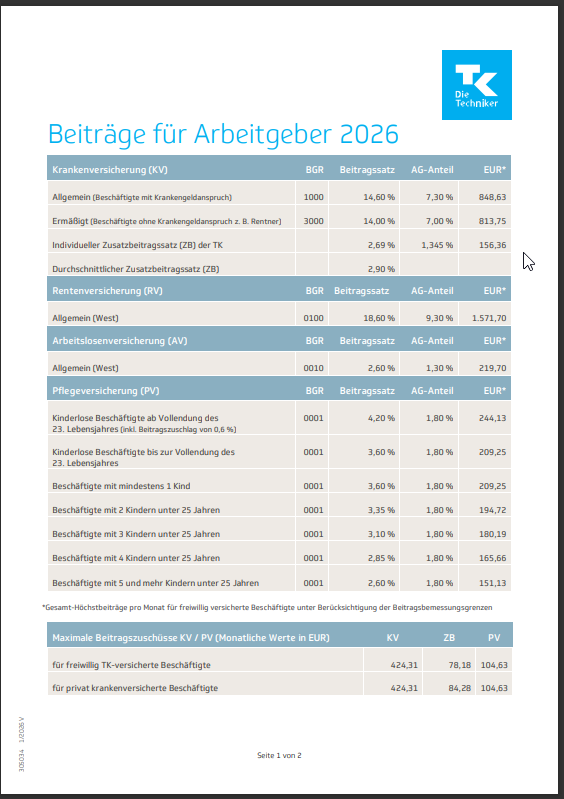 TK
Die
Techniker
Beiträge für Arbeitgeber 2026
Krankenversicherung (KV) BGR Beitragssatz AG-Anteil EUR*
Allgemein (Beschäftigte mit Krankengeldanspruch) 1000 14,60 % 7,30 % 848,63
Ermäßigt (Beschäftigte ohne Krankengeldanspruch z. B. Rentner) 3000 14,00 % 7,00 % 813,75
Individueller Zusatzbeitragssatz (ZB) der TK 2,69 % 1,345 % 156,36
Durchschnittlicher Zusatzbeitragssatz (ZB) 2,90 %
Rentenversicherung (RV) BGR Beitragssatz AG-Anteil EUR*
Allgemein (West) 0100 18,60 % 9,30 % 1.571,70
Arbeitslosenversicherung (AV) BGR Beitragssatz AG-Anteil EUR*
Allgemein (West) 0010 2,60 % 1,30 % 219,70
Pflegeversicherung (PV) BGR Beitragssatz AG-Anteil EUR*
Kinderlose Beschäftigte ab Vollendung des 0001 4,20 % 1,80 % 244,13
23. Lebensjahres (inkl. Beitragszuschlag von 0,6 %)
Kinderlose Beschäftigte bis zur Vollendung des 0001 3,60 % 1,80 % 209,25
23. Lebensjahres
Beschäftigte mit mindestens 1 Kind 0001 3,60 % 1,80 % 209,25
Beschäftigte mit 2 Kindern unter 25 Jahren 0001 3,35 % 1,80 % 194,72
Beschäftigte mit 3 Kindern unter 25 Jahren 0001 3,10 % 1,80 % 180,19
Beschäftigte mit 4 Kindern unter 25 Jahren 0001 2,85 % 1,80 % 165,66
Beschäftigte mit 5 und mehr Kindern unter 25 Jahren 0001 2,60 % 1,80 % 151,13
*Gesamt-Höchstbeiträge pro Monat für freiwillig versicherte Beschäftigte unter Berücksichtigung der Beitragsbemessungsgrenzen
Maximale Beitragszuschüsse KV / PV (Monatliche Werte in EUR) KV ZB PV
für freiwillig TK-versicherte Beschäftigte 424,31 78,18 104,63
für privat krankenversicherte Beschäftigte 424,31 84,28 104,63
305034 1/2026 V
Seite 1 von 2